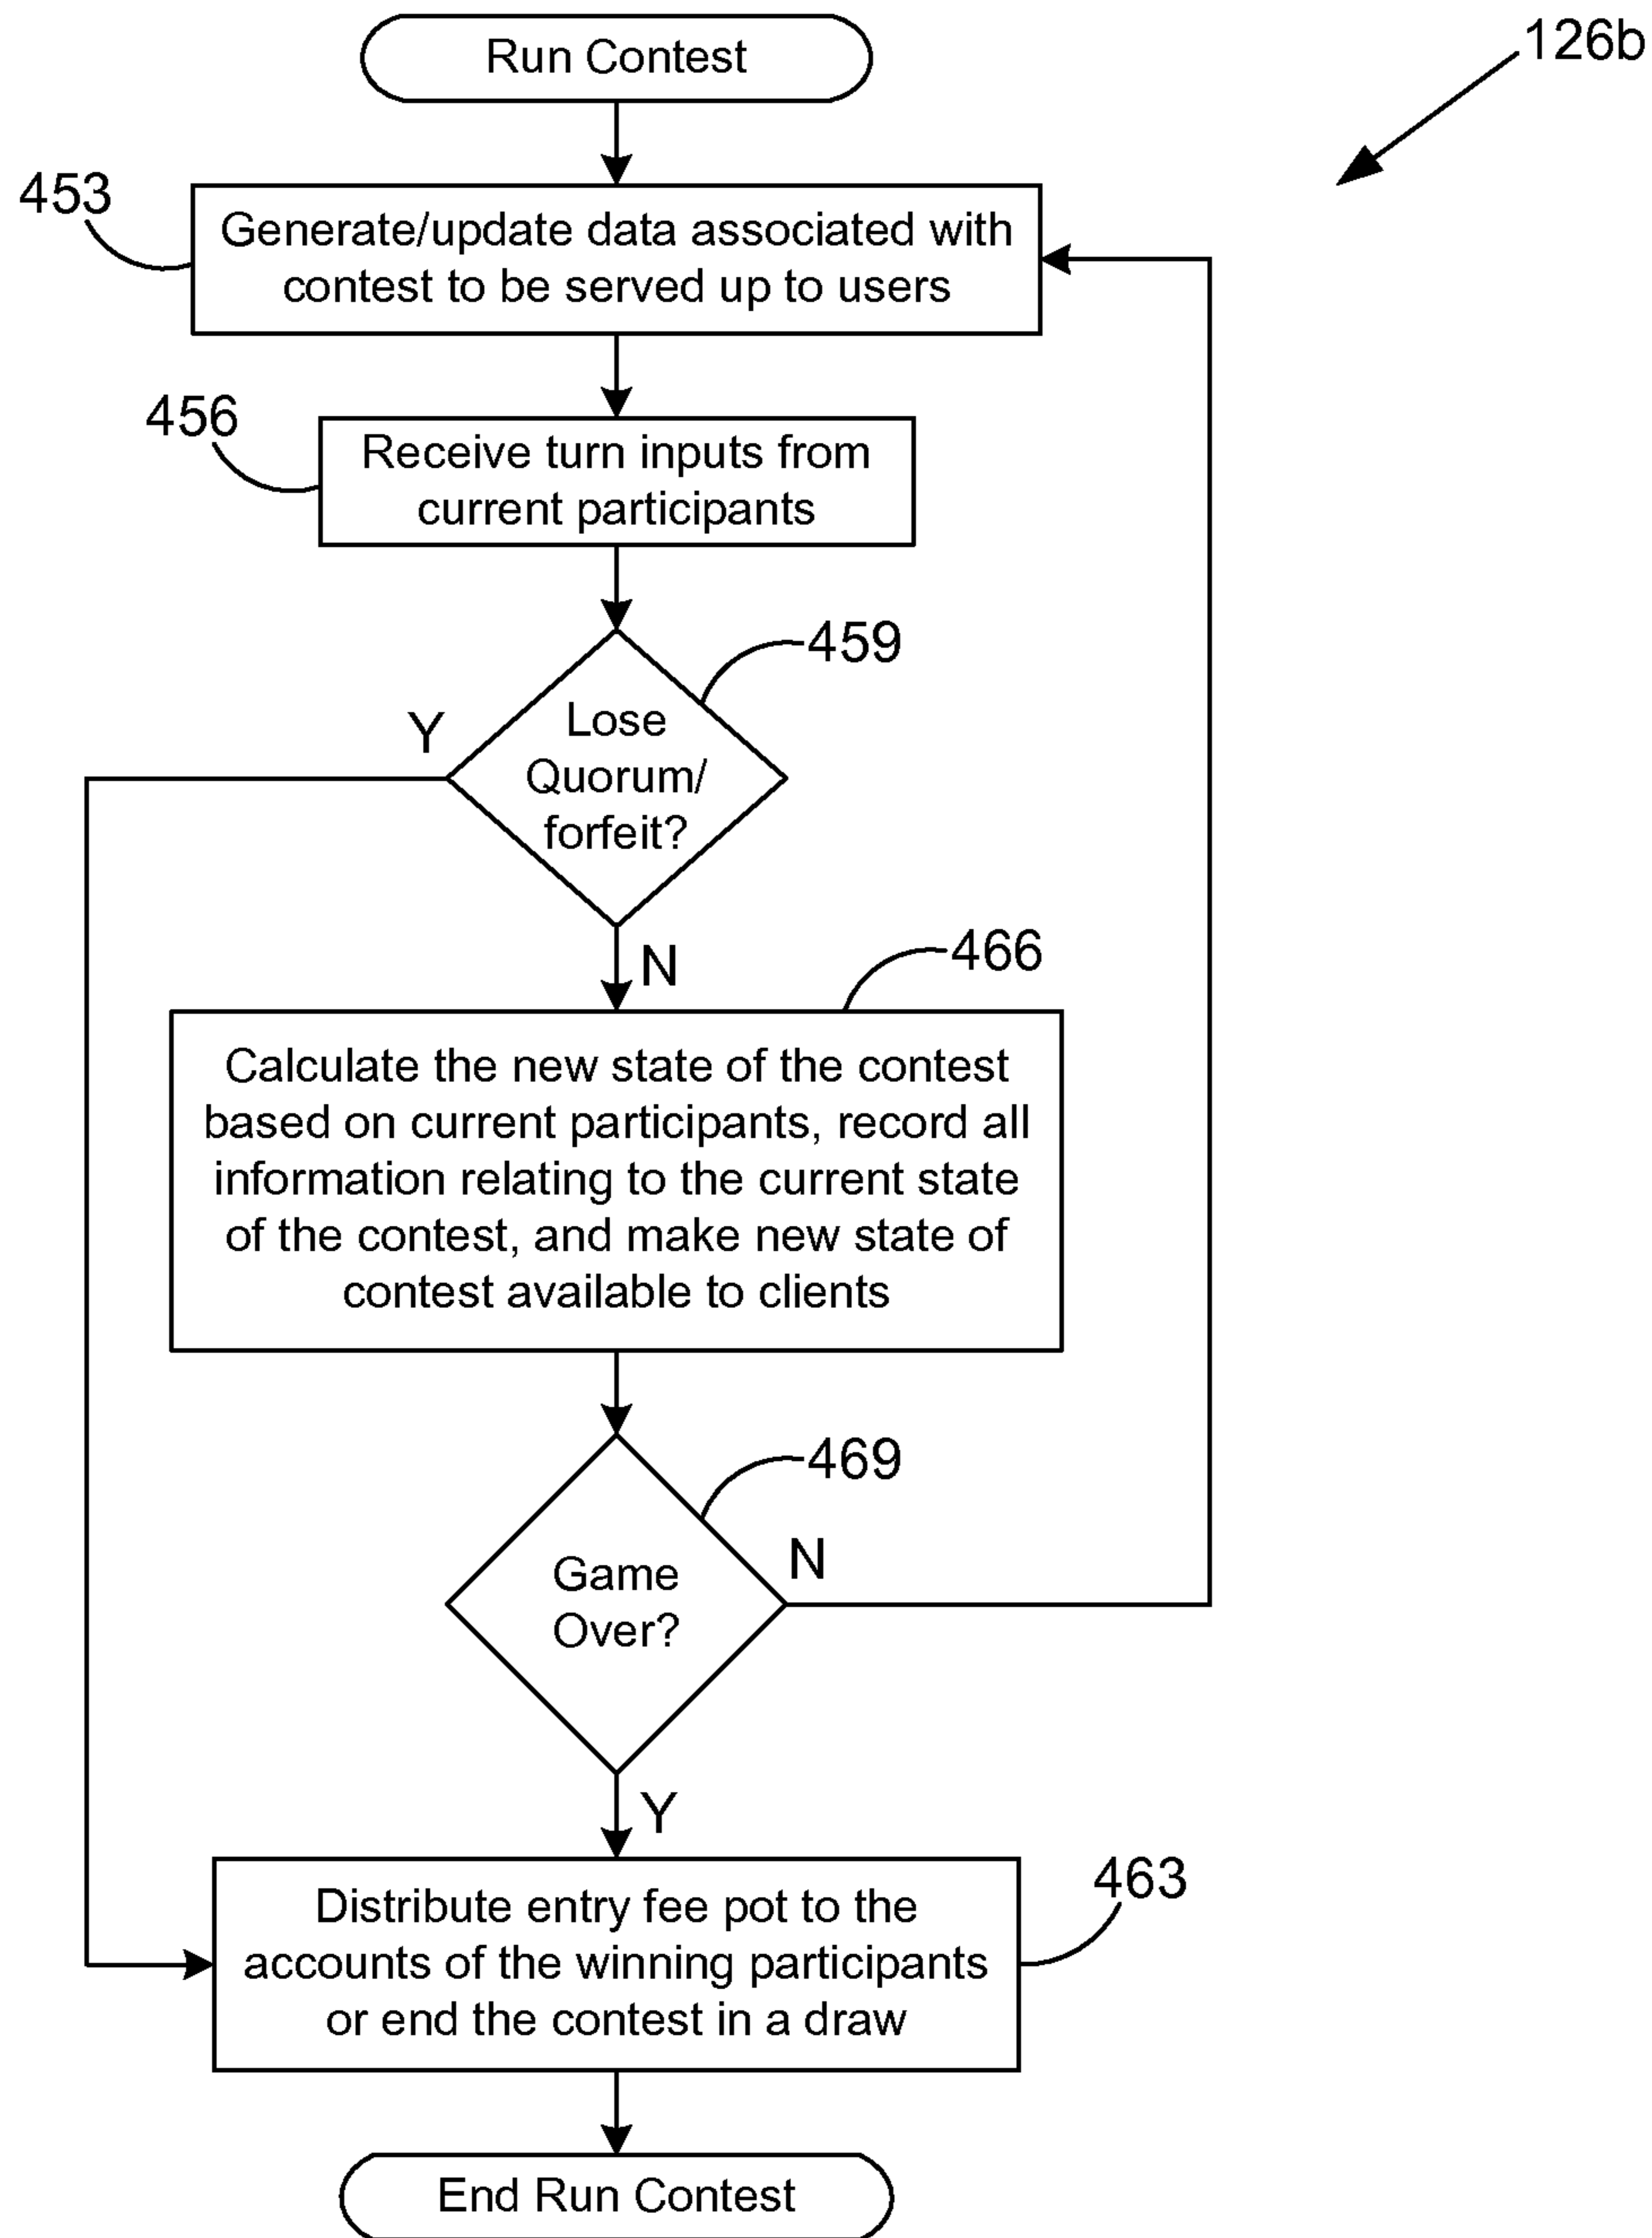 Run Contest
126b
453
Generate/update data associated with
contest to be served up to users
456
Receive turn inputs from
current participants
459
Y
Lose
Quorum/
forfeit?
N
466
Calculate the new state of the contest
based on current participants, record all
information relating to the current state
of the contest, and make new state of
contest available to clients
469
N
Game
Over?
Y
463
Distribute entry fee pot to the
accounts of the winning participants
or end the contest in a draw
End Run Contest